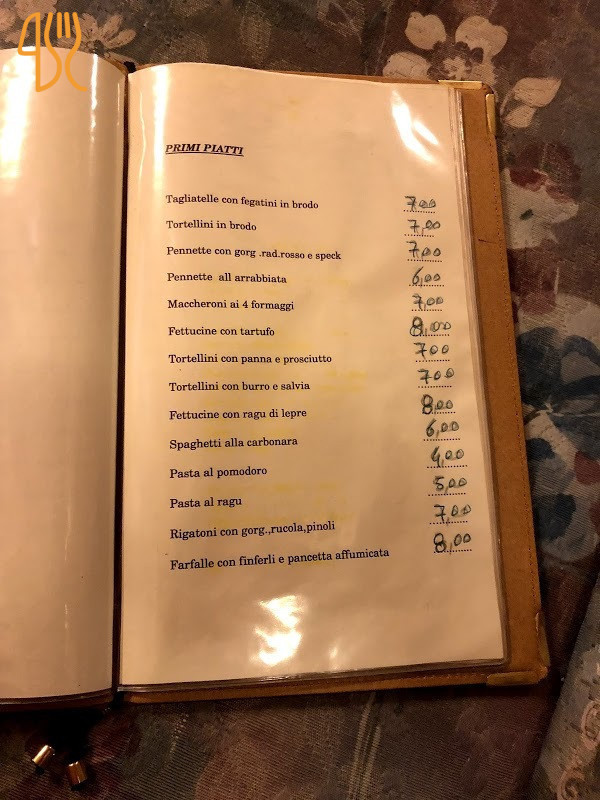 PRIMI PIATTI
Tagliatelle con fegatini in brodo 7,00
Tortellini in brodo 7,00
Pennette con gorg .rad.rosso e speck 7,00
Pennette all arrabbiata 6,00
Maccheroni ai 4 formaggi 7,00
Fettucine con tartufo 8,00
Tortellini con panna e prosciutto 700
Tortellini con burro e salvia 700
Fettucine con ragu di lepre 8,00
Spaghetti alla carbonara 6,00
Pasta al pomodoro 4,00
Pasta al ragu 5,00
Rigatoni con gorg.,rucola,pinoli 7,00
Farfalle con finferli e pancetta affumicata 8,00